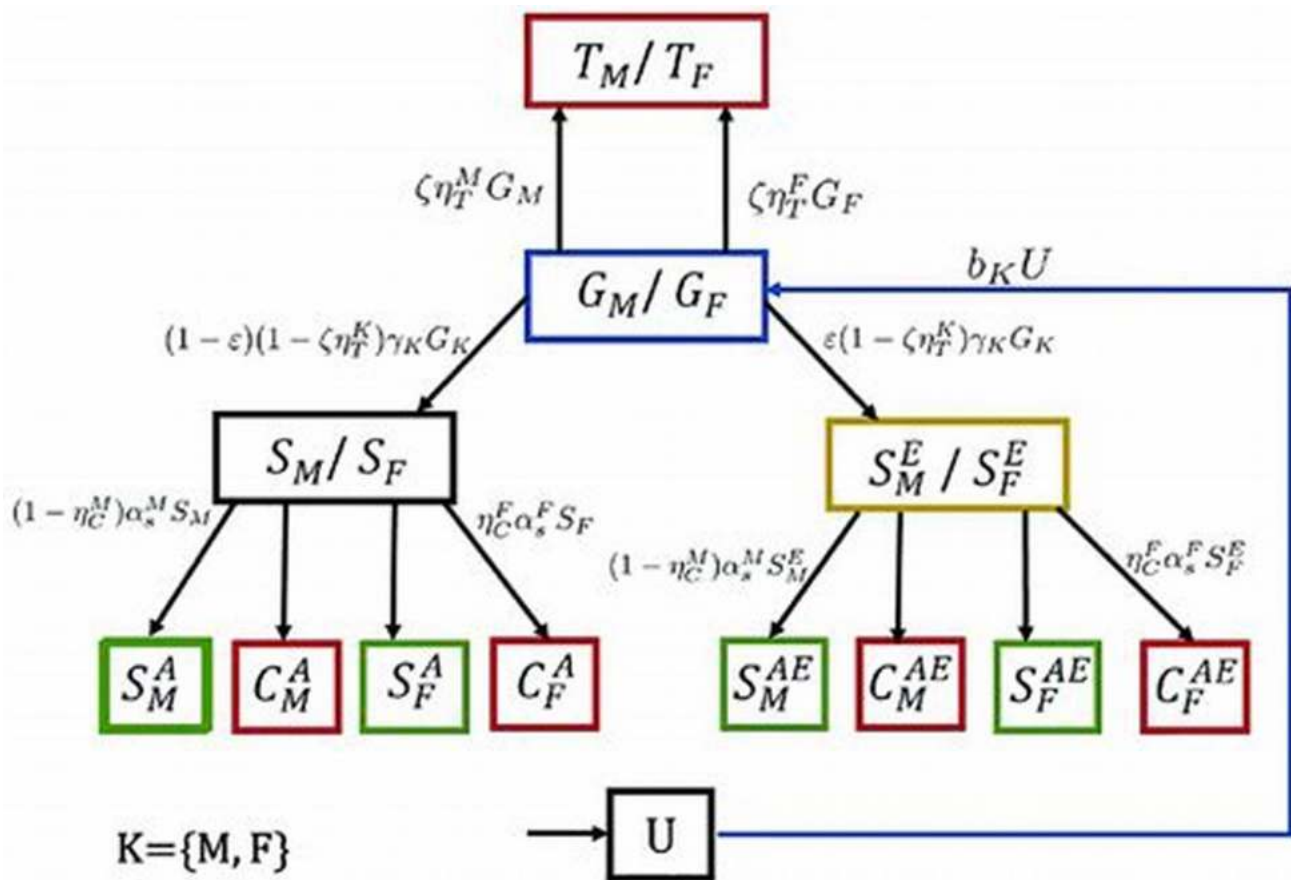 T_M / T_F
ζη_T^M G_M
ζη_T^F G_F
b_K U
G_M / G_F
(1 − ε)(1 − ζη_T^K)γ_K G_K
ε(1 − ζη_T^K)γ_K G_K
S_M / S_F
S_M^E / S_F^E
(1 − η_C^M)α_s^M S_M
η_C^F α_s^F S_F
(1 − η_C^M)α_s^M S_M^E
η_C^F α_s^F S_F^E
S_M^A
C_M^A
S_F^A
C_F^A
S_M^AE
C_M^AE
S_F^AE
C_F^AE
K={M, F}
U